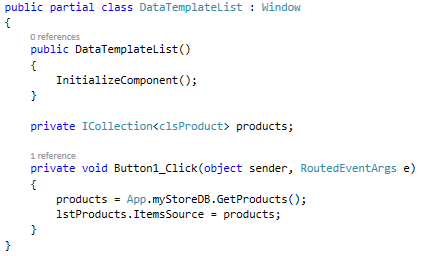 public partial class DataTemplateList : Window
{
0 references
public DataTemplateList()
{
InitializeComponent();
}
private ICollection<clsProduct> products;
1 reference
private void Button1_Click(object sender, RoutedEventArgs e)
{
products = App.myStoreDB.GetProducts();
lstProducts.ItemsSource = products;
}
}